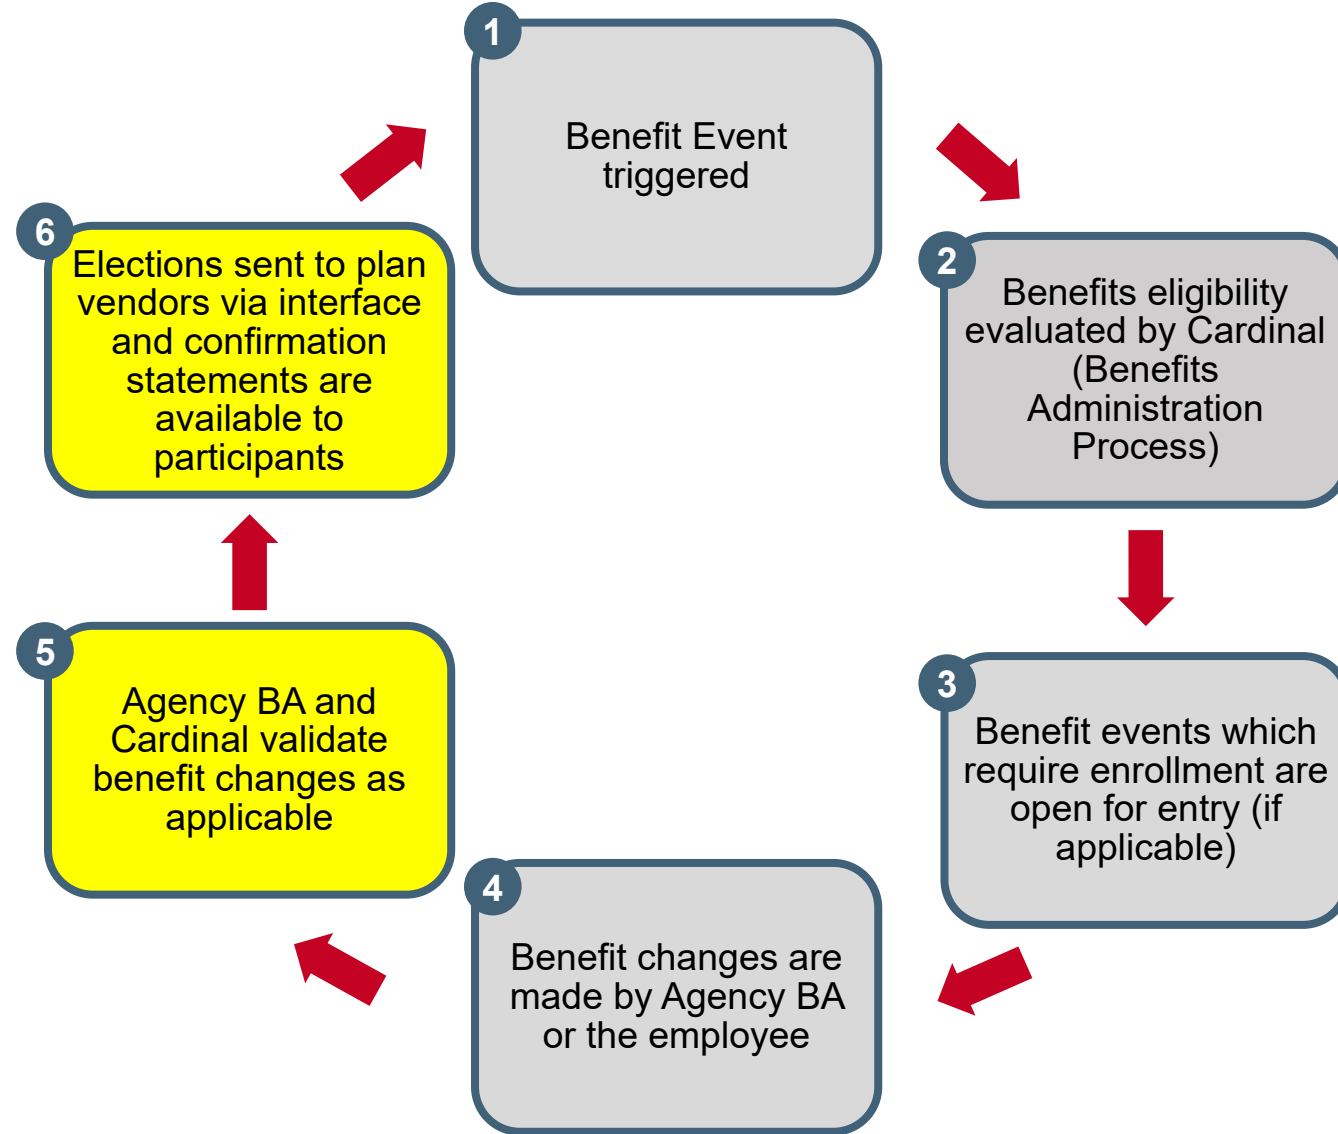 1
Benefit Event
triggered
2
Benefits eligibility
evaluated by Cardinal
(Benefits
Administration
Process)
3
Benefit events which
require enrollment are
open for entry (if
applicable)
4
Benefit changes are
made by Agency BA
or the employee
5
Agency BA and
Cardinal validate
benefit changes as
applicable
6
Elections sent to plan
vendors via interface
and confirmation
statements are
available to
participants